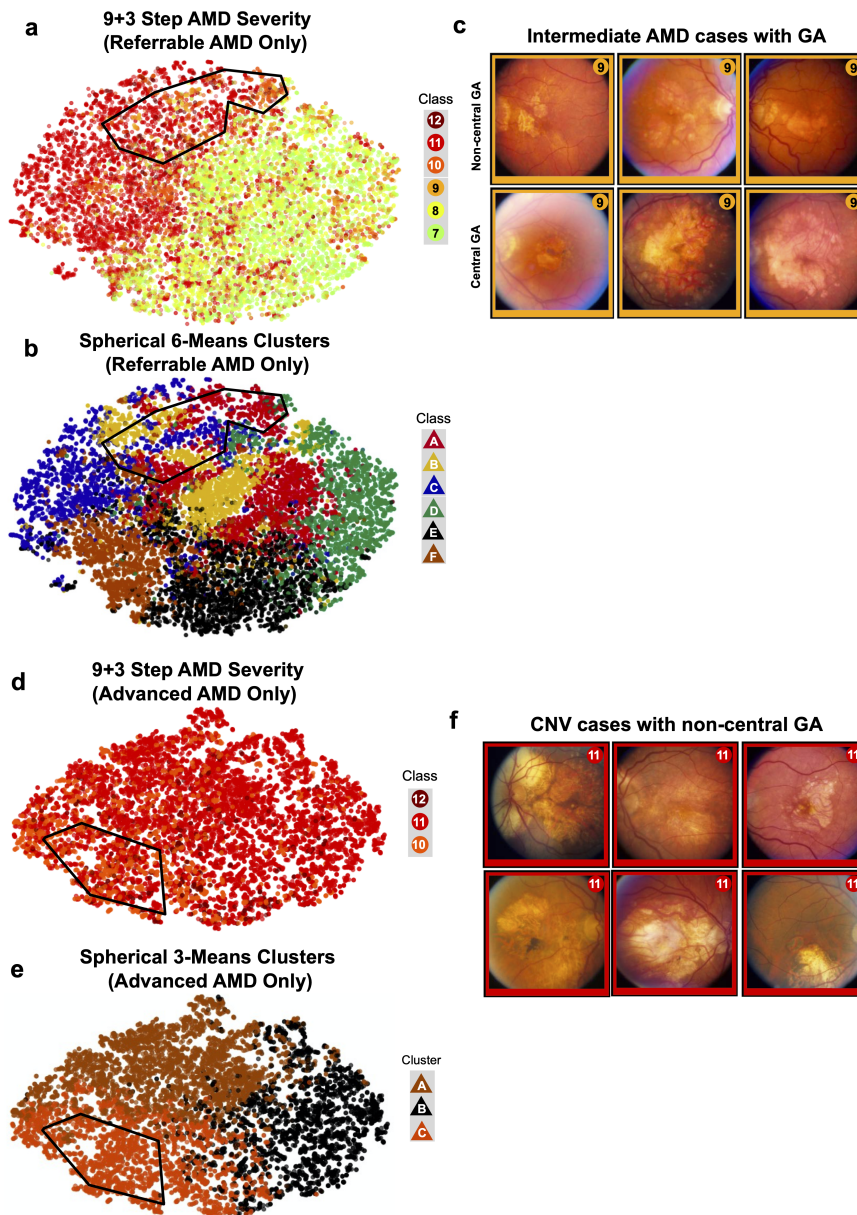 a
9+3 Step AMD Severity
(Referrable AMD Only)
Class
12
11
10
9
8
7
b
Spherical 6-Means Clusters
(Referrable AMD Only)
Class
A
B
C
D
E
F
c
Intermediate AMD cases with GA
Non-central GA
9
9
9
Central GA
9
9
9
d
9+3 Step AMD Severity
(Advanced AMD Only)
Class
12
11
10
e
Spherical 3-Means Clusters
(Advanced AMD Only)
Cluster
A
B
C
f
CNV cases with non-central GA
11
11
11
11
11
11